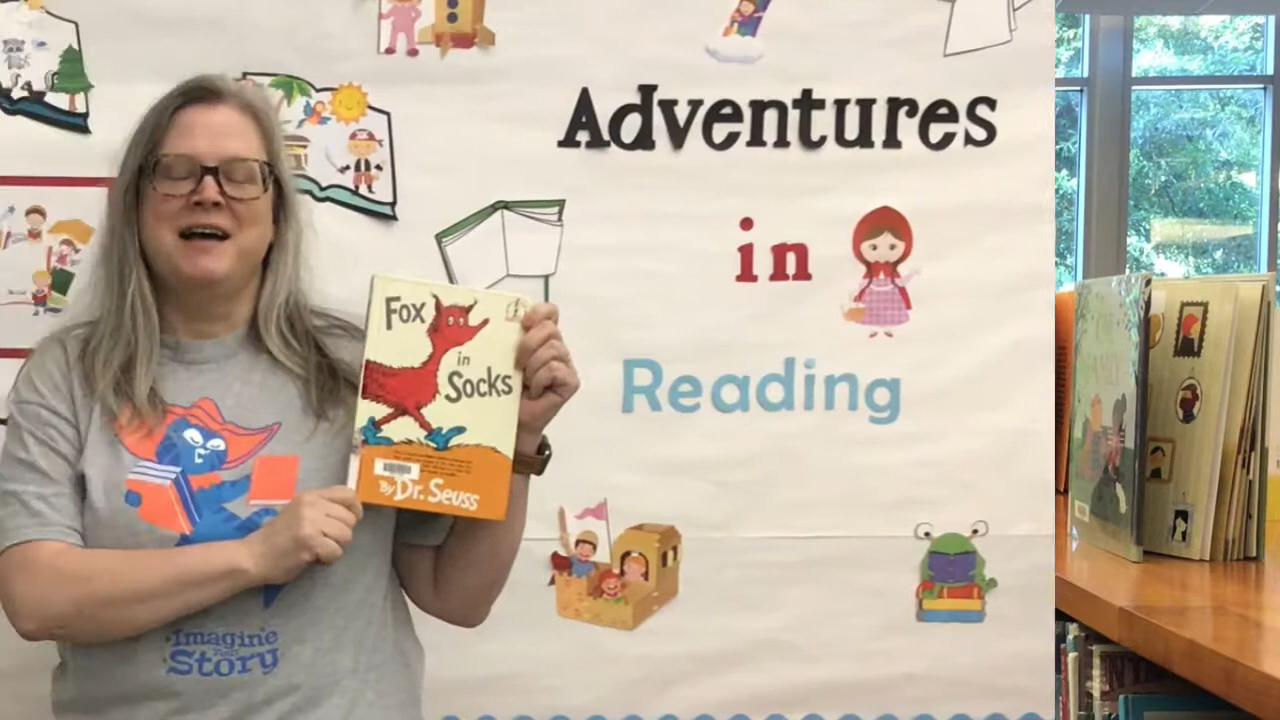 Adventures
in
Reading
Fox
in
Socks
By Dr. Seuss
Imagine
Your
Story